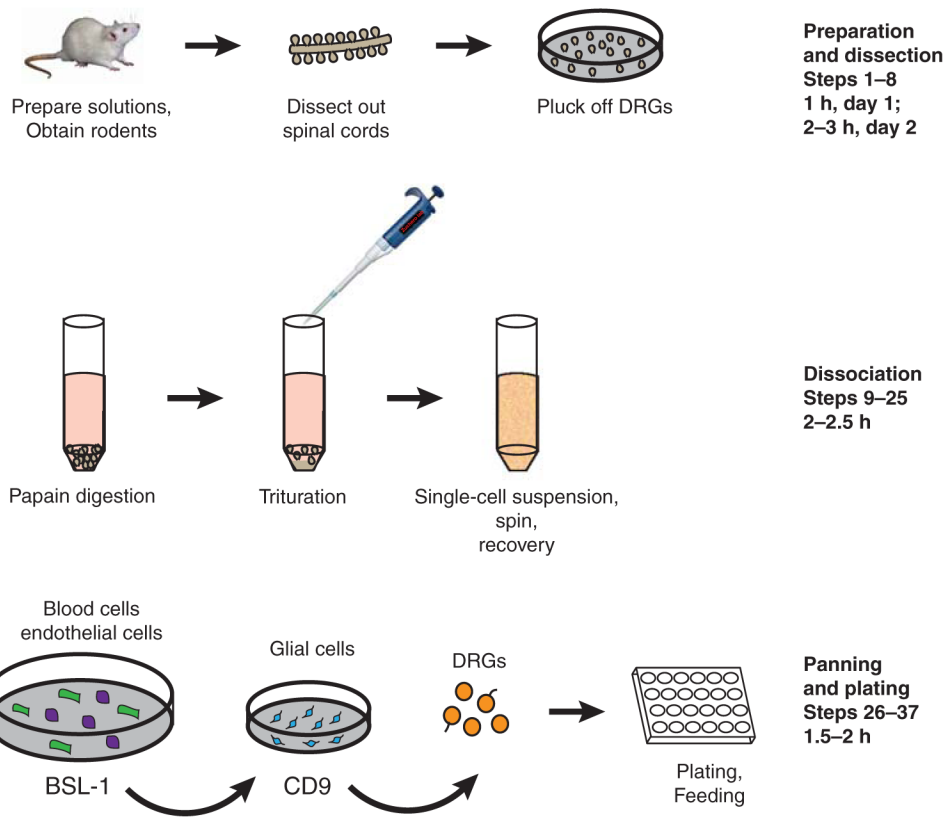 Prepare solutions,
Obtain rodents
Dissect out
spinal cords
Pluck off DRGs
Preparation
and dissection
Steps 1–8
1 h, day 1;
2–3 h, day 2
Papain digestion
Trituration
Single-cell suspension,
spin,
recovery
Dissociation
Steps 9–25
2–2.5 h
Blood cells
endothelial cells
BSL-1
Glial cells
CD9
DRGs
Plating,
Feeding
Panning
and plating
Steps 26–37
1.5–2 h